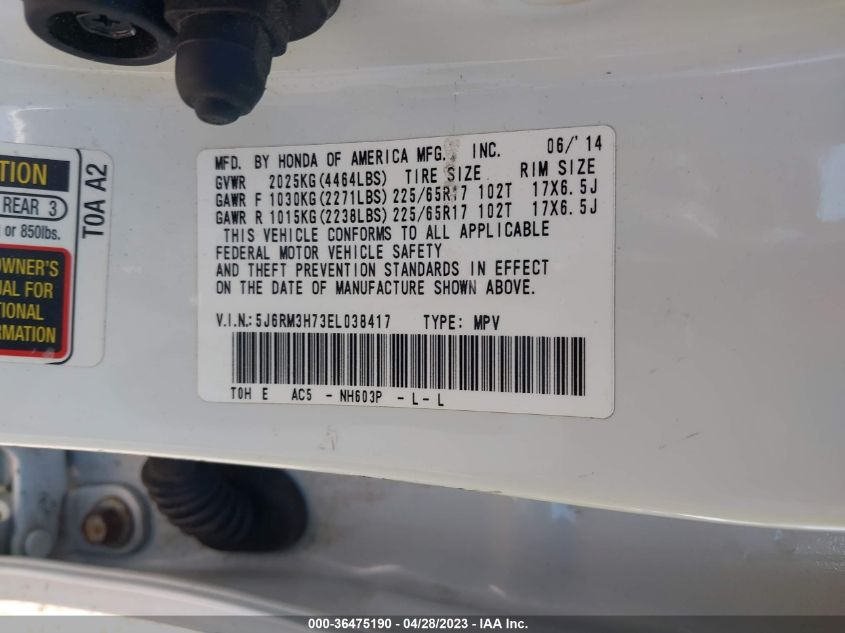 TION
REAR 3
or 850lbs.
OWNER'S
UAL FOR
TIONAL
RMATION
T0A A2
MFD. BY HONDA OF AMERICA MFG., INC. 06/'14
GVWR 2025KG(4464LBS) TIRE SIZE RIM SIZE
GAWR F 1030KG(2271LBS) 225/65R17 102T 17X6.5J
GAWR R 1015KG(2238LBS) 225/65R17 102T 17X6.5J
THIS VEHICLE CONFORMS TO ALL APPLICABLE
FEDERAL MOTOR VEHICLE SAFETY
AND THEFT PREVENTION STANDARDS IN EFFECT
ON THE DATE OF MANUFACTURE SHOWN ABOVE.
V.I.N.:5J6RM3H73EL038417 TYPE: MPV
T0H E AC5 - NH603P - L- L
000-36475190 - 04/28/2023 - IAA Inc.